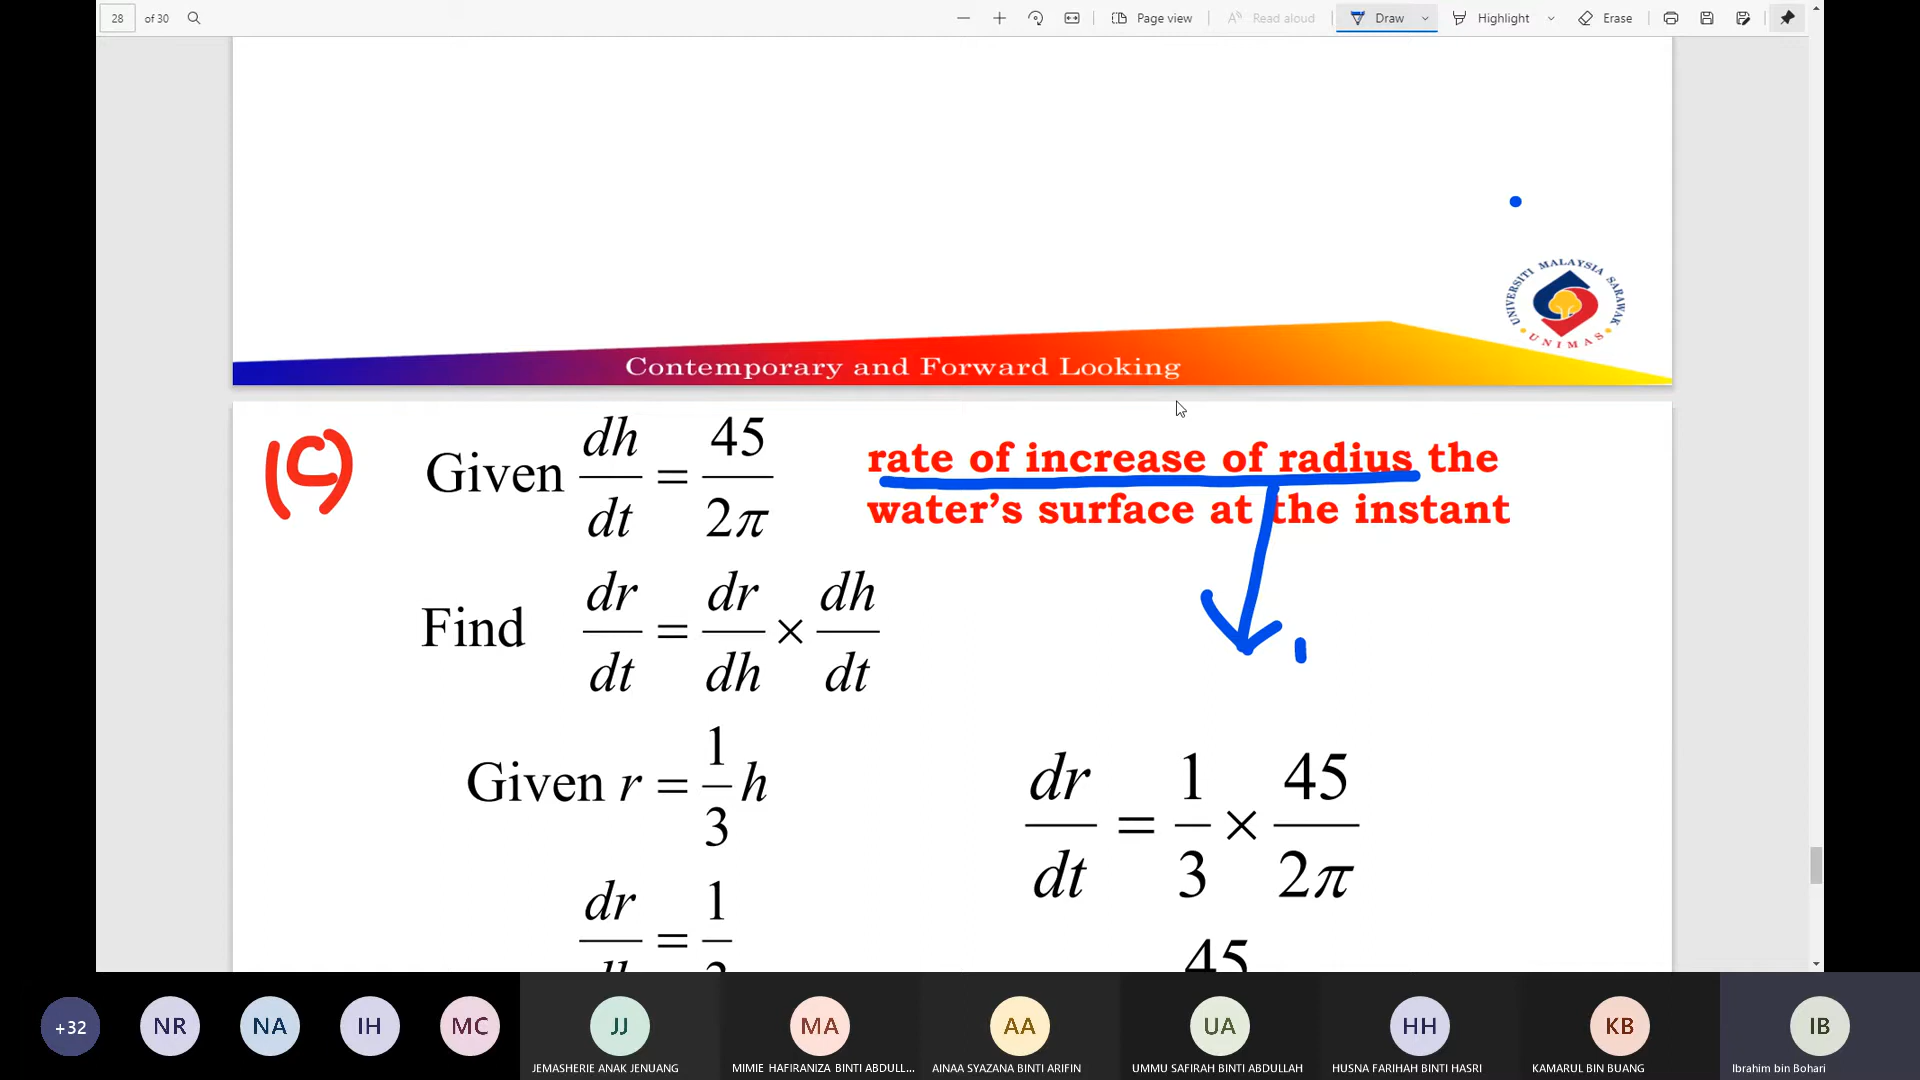 28 of 30 Page view Read aloud Draw Highlight Erase
UNIVERSITI MALAYSIA SARAWAK
UNIMAS
Contemporary and Forward Looking
(C)
Given dh/dt = 45/2π
rate of increase of radius the
water’s surface at the instant
Find dr/dt = dr/dh × dh/dt
Given r = 1/3 h
dr/dt = 1/3 × 45/2π
dr = 1
45
+32 NR NA IH MC JJ MA AA UA HH KB IB
JEMASHERIE ANAK JENUANG MIMIE HAFIRANIZA BINTI ABDULL... AINAA SYAZANA BINTI ARIFIN UMMU SAFIRAH BINTI ABDULLAH HUSNA FARIHAH BINTI HASRI KAMARUL BIN BUANG Ibrahim bin Bohari